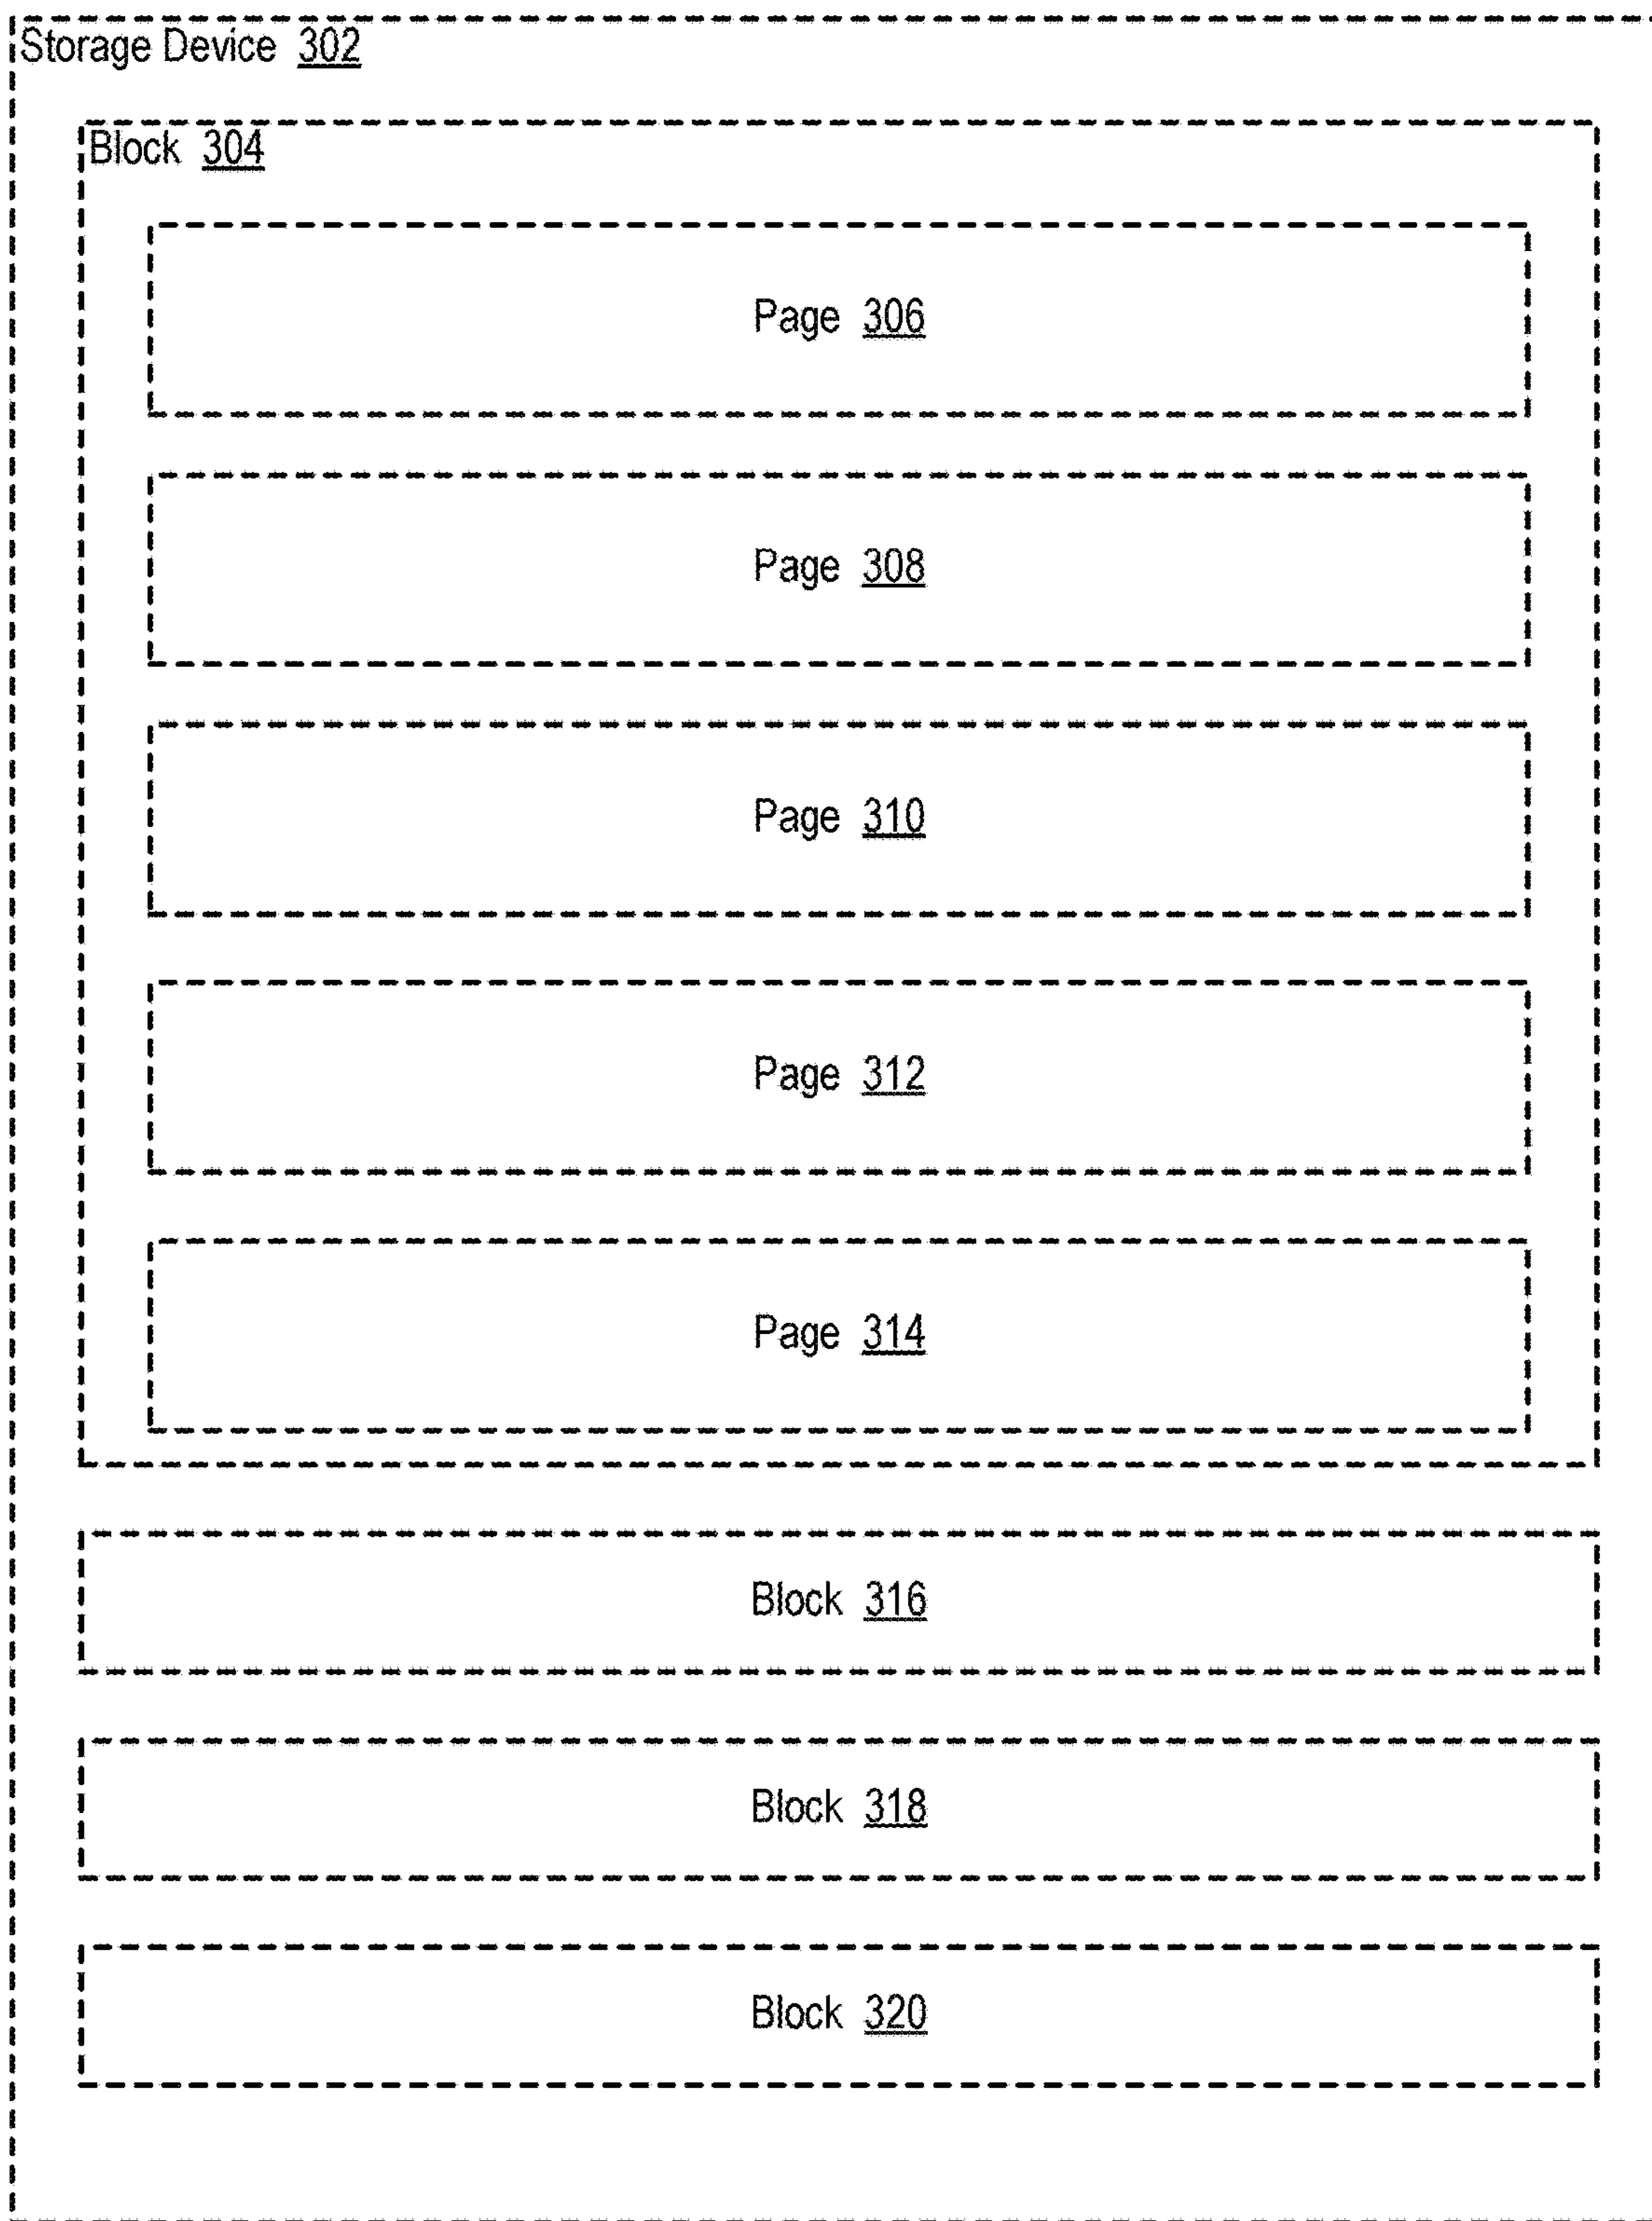 Storage Device 302
Block 304
Page 306
Page 308
Page 310
Page 312
Page 314
Block 316
Block 318
Block 320